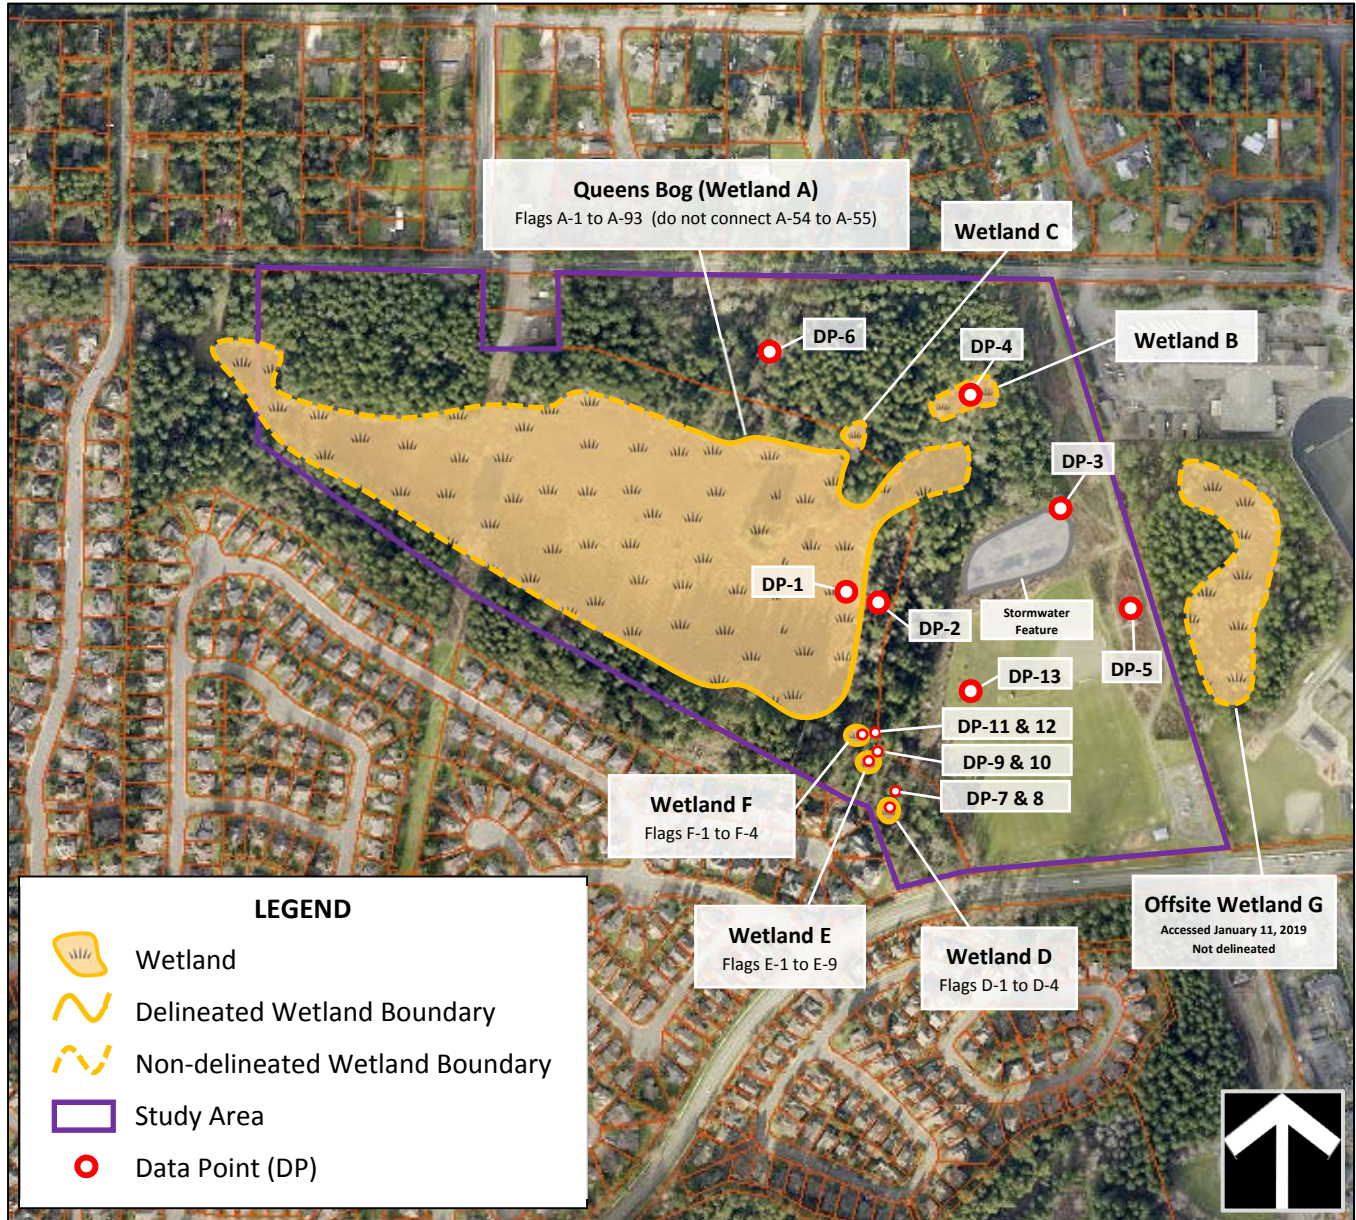 Queens Bog (Wetland A)
Flags A-1 to A-93 (do not connect A-54 to A-55)
Wetland C
DP-6
DP-4
Wetland B
DP-3
DP-1
DP-2
Stormwater
Feature
DP-5
DP-13
DP-11 & 12
DP-9 & 10
DP-7 & 8
Wetland F
Flags F-1 to F-4
Wetland E
Flags E-1 to E-9
Wetland D
Flags D-1 to D-4
Offsite Wetland G
Accessed January 11, 2019
Not delineated
LEGEND
Wetland
Delineated Wetland Boundary
Non-delineated Wetland Boundary
Study Area
Data Point (DP)